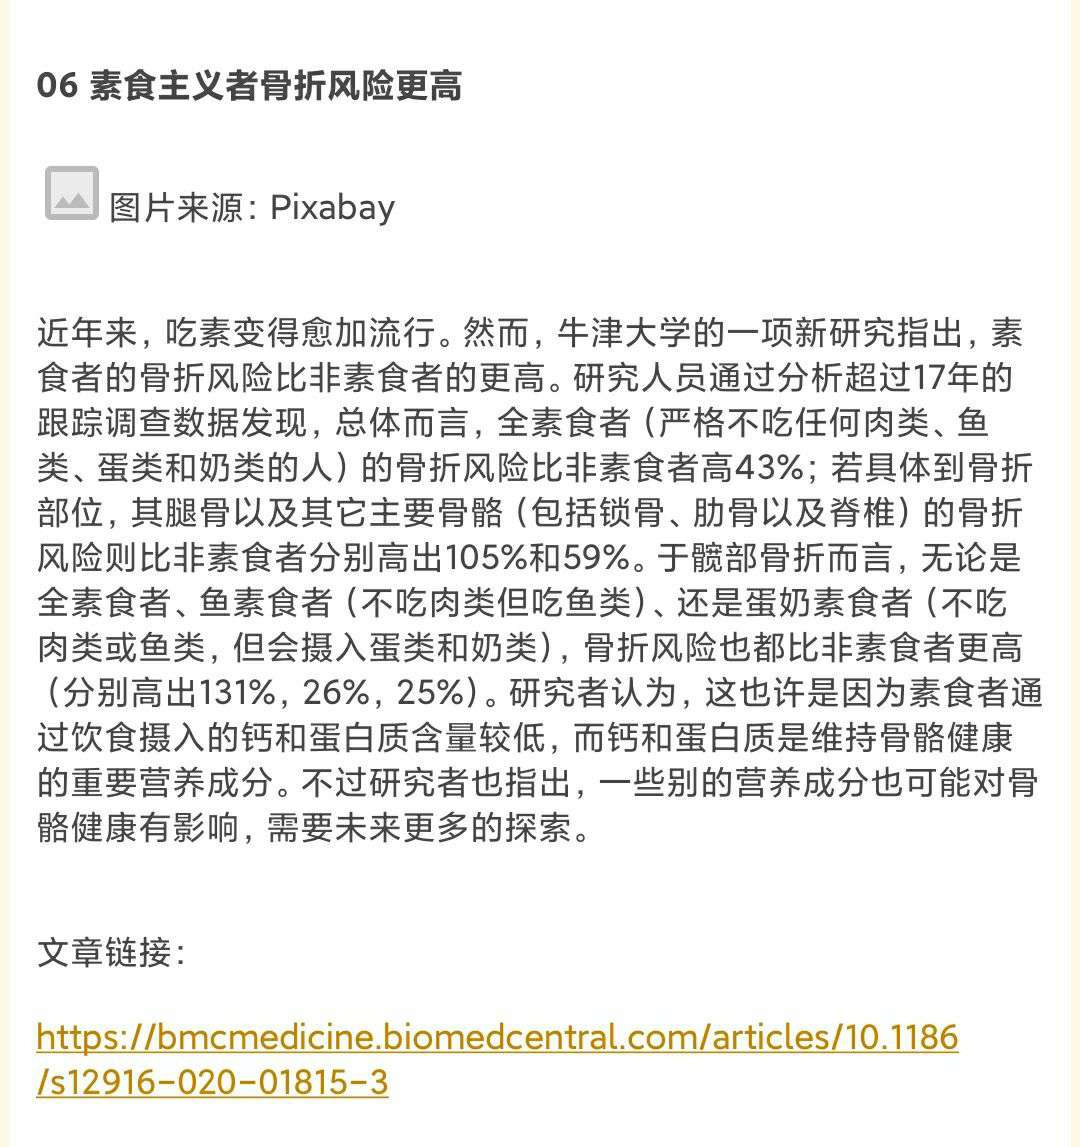 06 素食主义者骨折风险更高
图片来源：Pixabay
近年来，吃素变得愈加流行。然而，牛津大学的一项新研究指出，素
食者的骨折风险比非素食者的更高。研究人员通过分析超过17年的
跟踪调查数据发现，总体而言，全素食者（严格不吃任何肉类、鱼
类、蛋类和奶类的人）的骨折风险比非素食者高43%；若具体到骨折
部位，其腿骨以及其它主要骨骼（包括锁骨、肋骨以及脊椎）的骨折
风险则比非素食者分别高出105%和59%。于髋部骨折而言，无论是
全素食者、鱼素食者（不吃肉类但吃鱼类）、还是蛋奶素食者（不吃
肉类或鱼类，但会摄入蛋类和奶类），骨折风险也都比非素食者更高
（分别高出131%，26%，25%）。研究者认为，这也许是因为素食者通
过饮食摄入的钙和蛋白质含量较低，而钙和蛋白质是维持骨骼健康
的重要营养成分。不过研究者也指出，一些别的营养成分也可能对骨
骼健康有影响，需要未来更多的探索。
文章链接：
https://bmcmedicine.biomedcentral.com/articles/10.1186
/s12916-020-01815-3